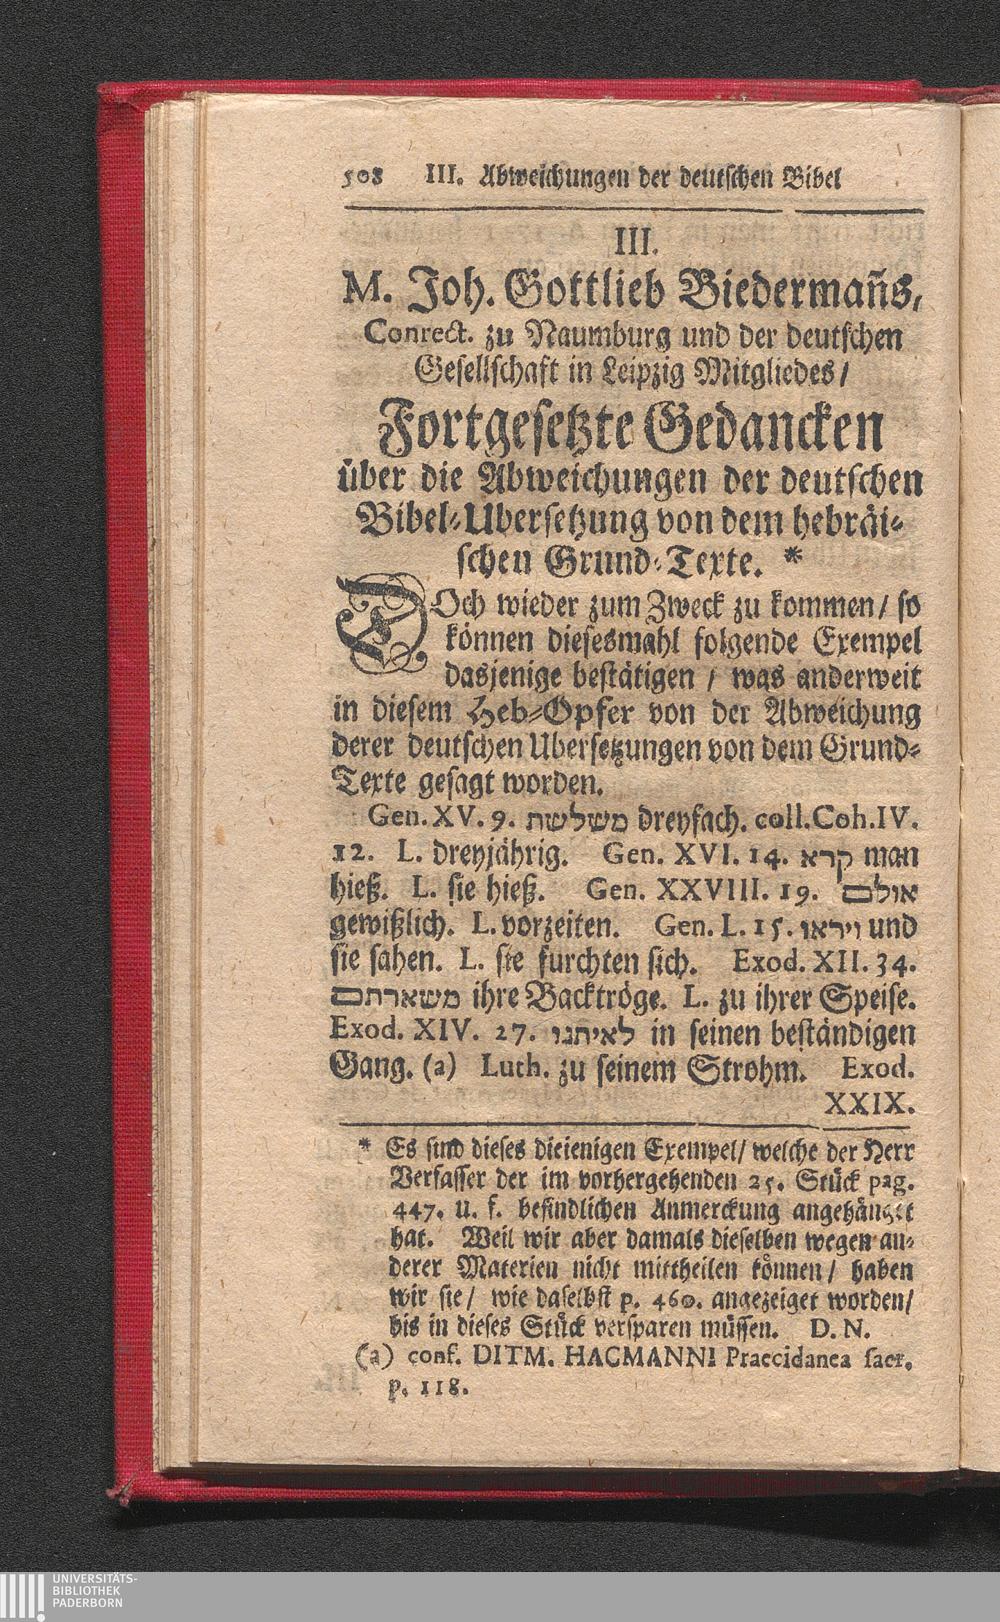 508 III. Abweichungen der deutschen Bibel
III.
M. Joh. Gottlieb Biedermañs,
Conrect. zu Naumburg und der deutschen
Gesellschaft in Leipzig Mitgliedes /
Fortgesetzte Gedancken
über die Abweichungen der deutschen
Bibel-Ubersetzung von dem hebräi-
schen Grund-Texte. *
DOch wieder zum Zweck zu kommen / so
können diesesmahl folgende Exempel
dasjenige bestätigen / was anderweit
in diesem Heb-Opfer von der Abweichung
derer deutschen Ubersetzungen von dem Grund-
Texte gesagt worden.
Gen. XV. 9. משלשת dreyfach. coll. Coh. IV.
12. L. dreyjährig. Gen. XVI. 14. קרא man
hieß. L. sie hieß. Gen. XXVIII. 19. אולם
gewißlich. L. vorzeiten. Gen. L. 15. ויראו und
sie sahen. L. sie furchten sich. Exod. XII. 34.
משארתם ihre Backtröge. L. zu ihrer Speise.
Exod. XIV. 27. לאיתנו in seinen beständigen
Gang. (a) Luth. zu seinem Strohm. Exod.
XXIX.
* Es sind dieses dieienigen Exempel / welche der Herr
Verfasser der im vorhergehenden 25. Stück pag.
447. u. f. befindlichen Anmerckung angehänget
hat. Weil wir aber damals dieselben wegen an-
derer Materien nicht mittheilen können / haben
wir sie / wie daselbst p. 460. angezeiget worden /
bis in dieses Stück versparen müssen. D. N.
(a) conf. DITM. HACMANNI Praecidanea sacr.
p. 118.
UNIVERSITÄTS-
BIBLIOTHEK
PADERBORN